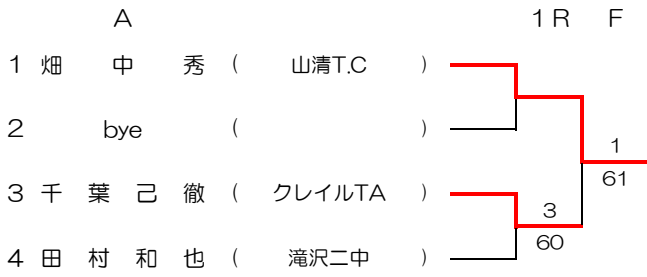 A 1R F
1 畑 中 秀 ( 山清T.C )
2 bye ( )
1
61
3 千 葉 己 徹 ( クレイルTA )
3
60
4 田 村 和 也 ( 滝沢二中 )